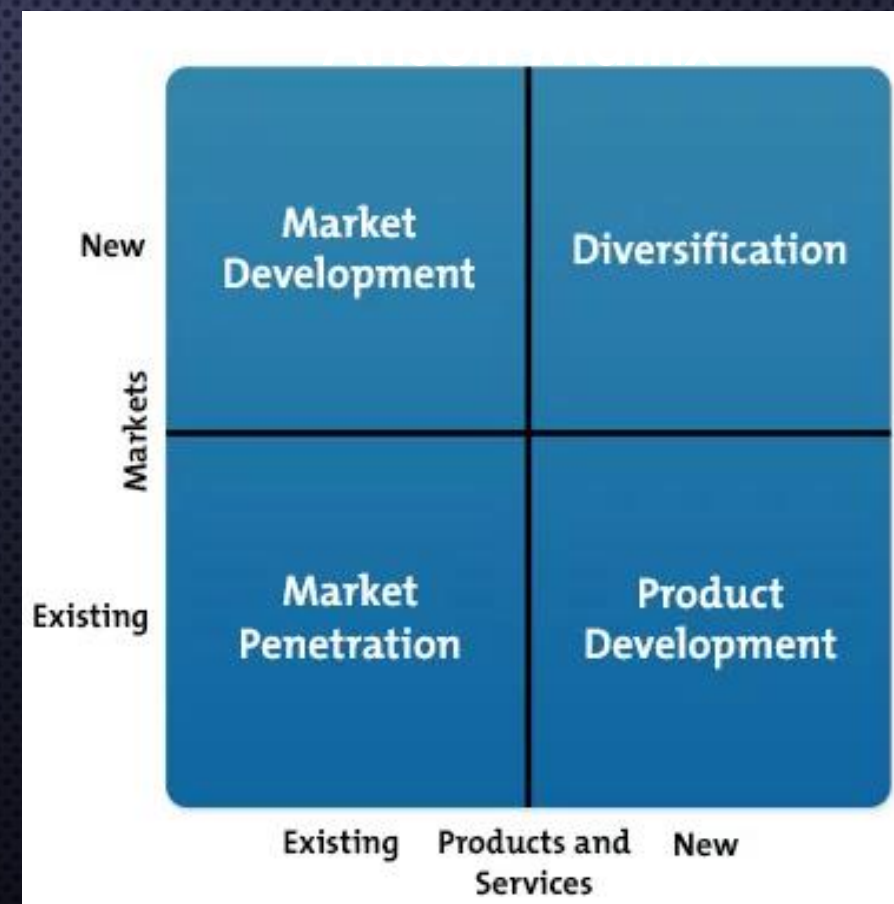 New
Market
Development
Diversification
Markets
Existing
Market
Penetration
Product
Development
Existing
Products and
Services
New